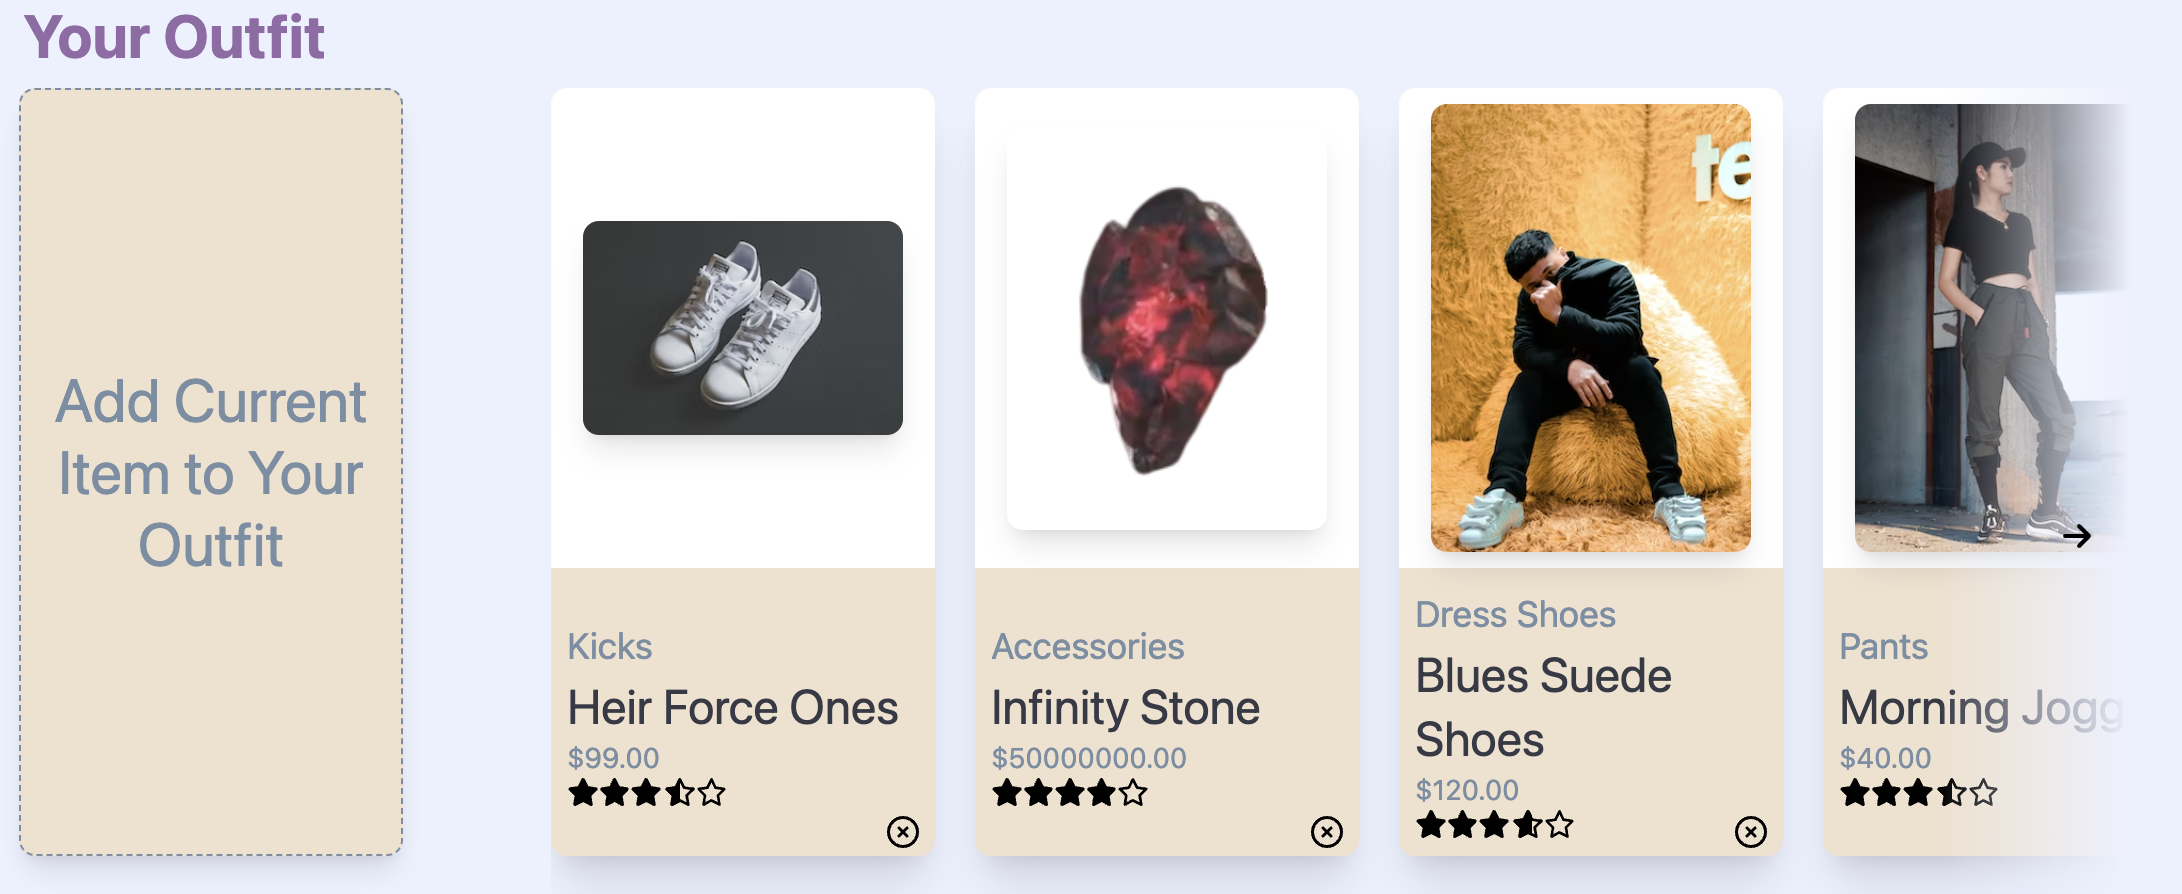 Your Outfit
Add Current
Item to Your
Outfit
te
Kicks
Heir Force Ones
$99.00
Accessories
Infinity Stone
$50000000.00
Dress Shoes
Blues Suede
Shoes
$120.00
Pants
Morning Jogg
$40.00